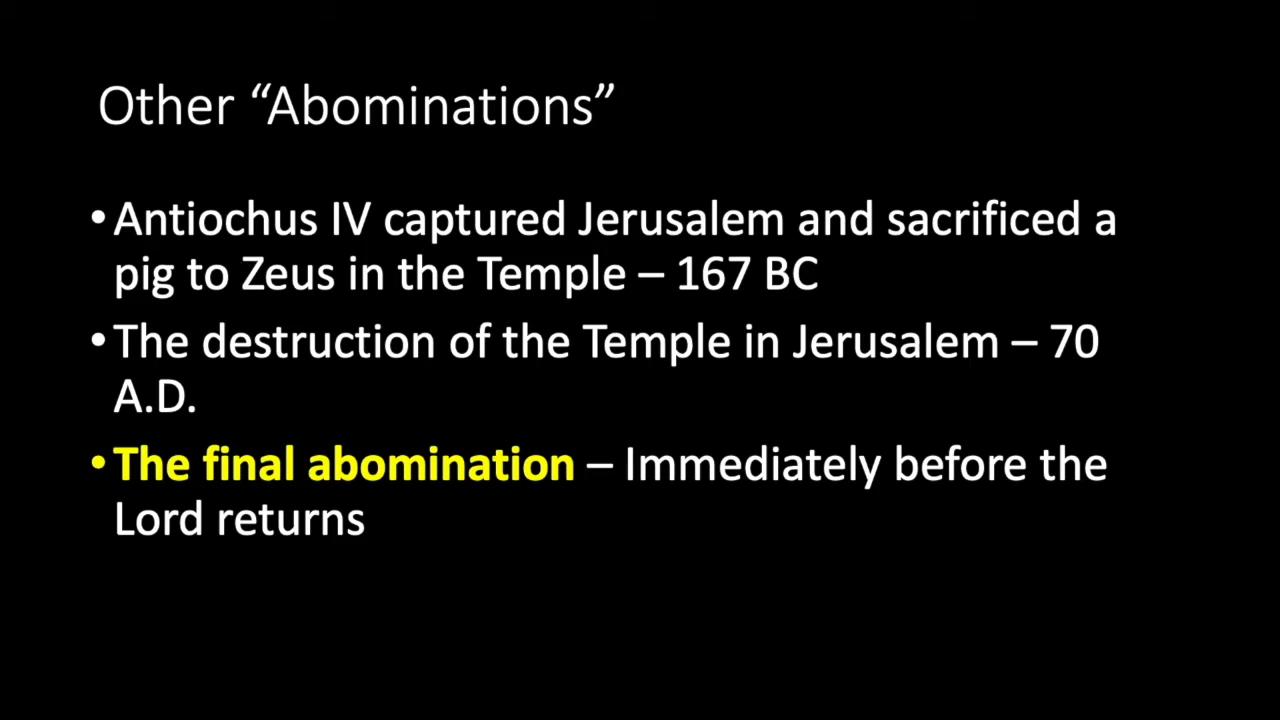 Other “Abominations”
• Antiochus IV captured Jerusalem and sacrificed a
pig to Zeus in the Temple – 167 BC
• The destruction of the Temple in Jerusalem – 70
A.D.
• The final abomination – Immediately before the
Lord returns